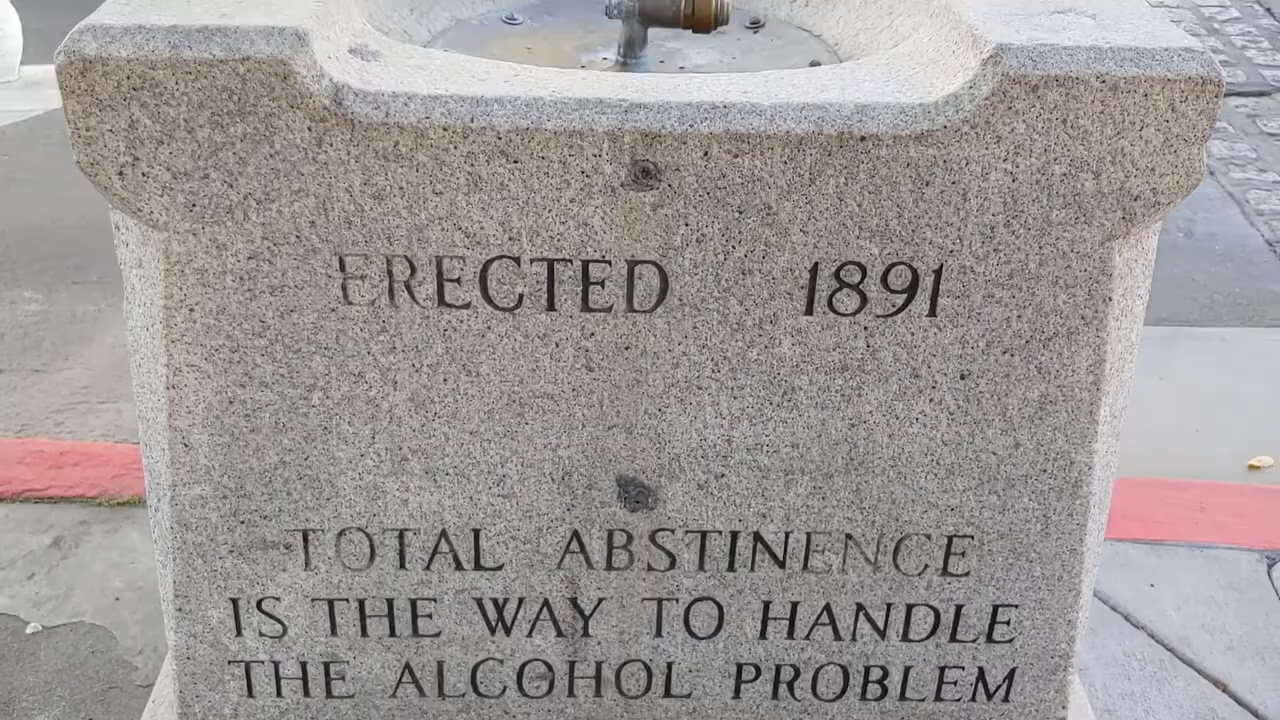 ERECTED 1891
TOTAL ABSTINENCE
IS THE WAY TO HANDLE
THE ALCOHOL PROBLEM